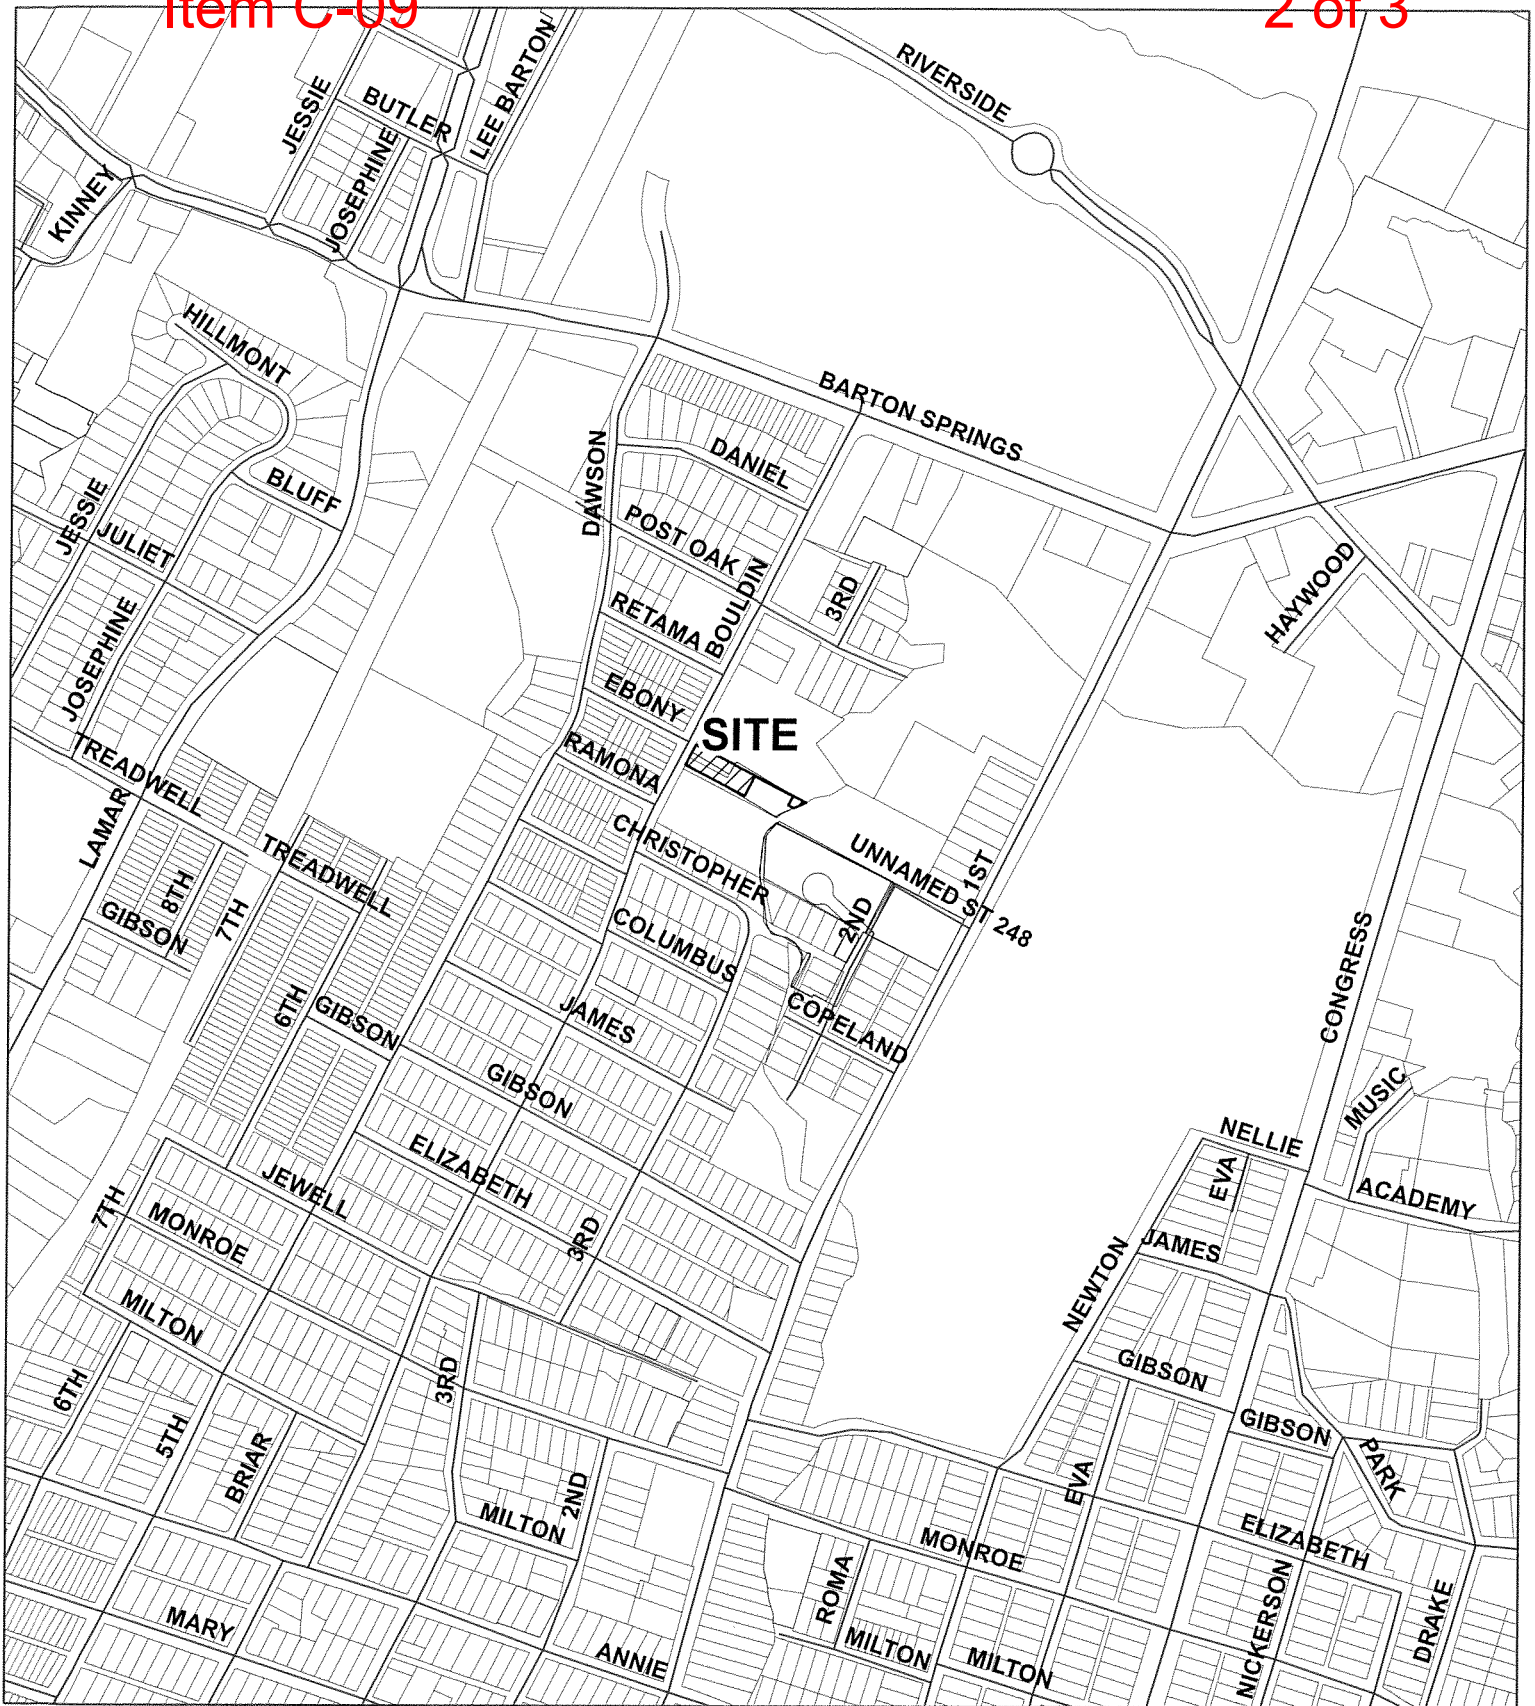 Item C-09
2 of 3
RIVERSIDE
LEE BARTON
JESSIE
BUTLER
JOSEPHINE
KINNEY
HILLMONT
BARTON SPRINGS
DAWSON
DANIEL
BLUFF
JESSIE
JULIET
POST OAK
BOULDIN
3RD
HAYWOOD
RETAMA
JOSEPHINE
EBONY
SITE
RAMONA
TREADWELL
LAMAR
CHRISTOPHER
TREADWELL
UNNAMED ST 248
1ST
8TH
7TH
GIBSON
2ND
COLUMBUS
CONGRESS
6TH
GIBSON
JAMES
COPELAND
GIBSON
MUSIC
NELLIE
EVA
ELIZABETH
JEWELL
ACADEMY
7TH
MONROE
3RD
JAMES
NEWTON
MILTON
GIBSON
6TH
3RD
5TH
BRIAR
GIBSON
PARK
EVA
2ND
MILTON
MONROE
ELIZABETH
ROMA
NICKERSON
DRAKE
MARY
ANNIE
MILTON
MILTON